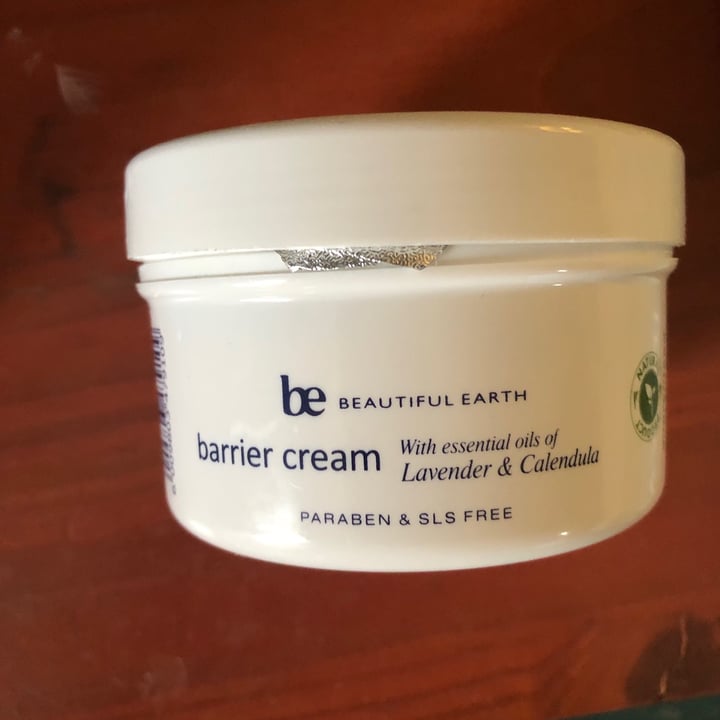 be BEAUTIFUL EARTH
barrier cream With essential oils of
Lavender & Calendula
PARABEN & SLS FREE